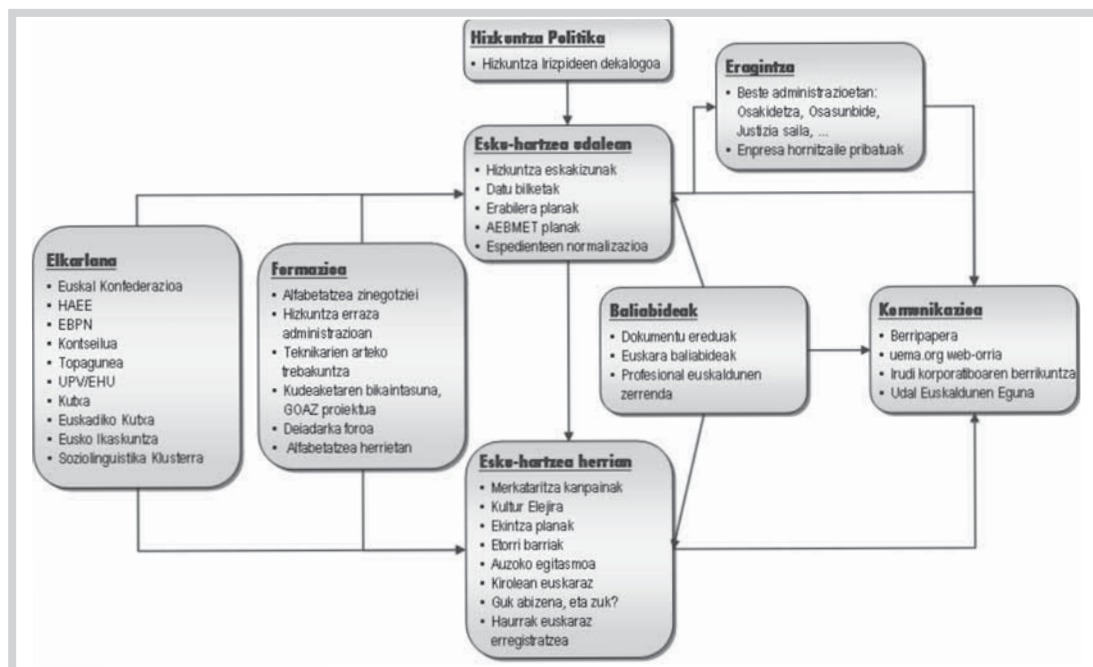 Hizkuntza Politika
• Hizkuntza Irizpideen dekalogoa
Eragintza
• Beste administrazioetan:
Osakidetza, Osasunbide,
Justizia saila, ...
• Enpresa hornitzaile pribatuak
Esku-hartzea udalean
• Hizkuntza eskakizunak
• Datu bilketak
• Erabilera planak
• AEBMET planak
• Espedienteen normalizazioa
Elkarlana
• Euskal Konfederazioa
• HAEE
• EBPN
• Kontseilua
• Topagunea
• UPV/EHU
• Kutxa
• Euskadiko Kutxa
• Eusko Ikaskuntza
• Soziolinguistika Klusterra
Formazioa
• Alfabetatzea zinegotziei
• Hizkuntza erraza
administrazioan
• Teknikarien arteko
trebakuntza
• Kudeaketaren bikaintasuna,
GOAZ proiektua
• Deiadarka foroa
• Alfabetatzea herrietan
Baliabideak
• Dokumentu ereduak
• Euskara baliabideak
• Profesional euskaldunen
zerrenda
Komunikazioa
• Berripapera
• uema.org web-orria
• Irudi korporatiboaren berrikuntza
• Udal Euskaldunen Eguna
Esku-hartzea herrian
• Merkataritza kanpainak
• Kultur Elejira
• Ekintza planak
• Etorri barriak
• Auzoko egitasmoa
• Kirolean euskaraz
• Guk abizena, eta zuk?
• Haurrak euskaraz
erregistratzea